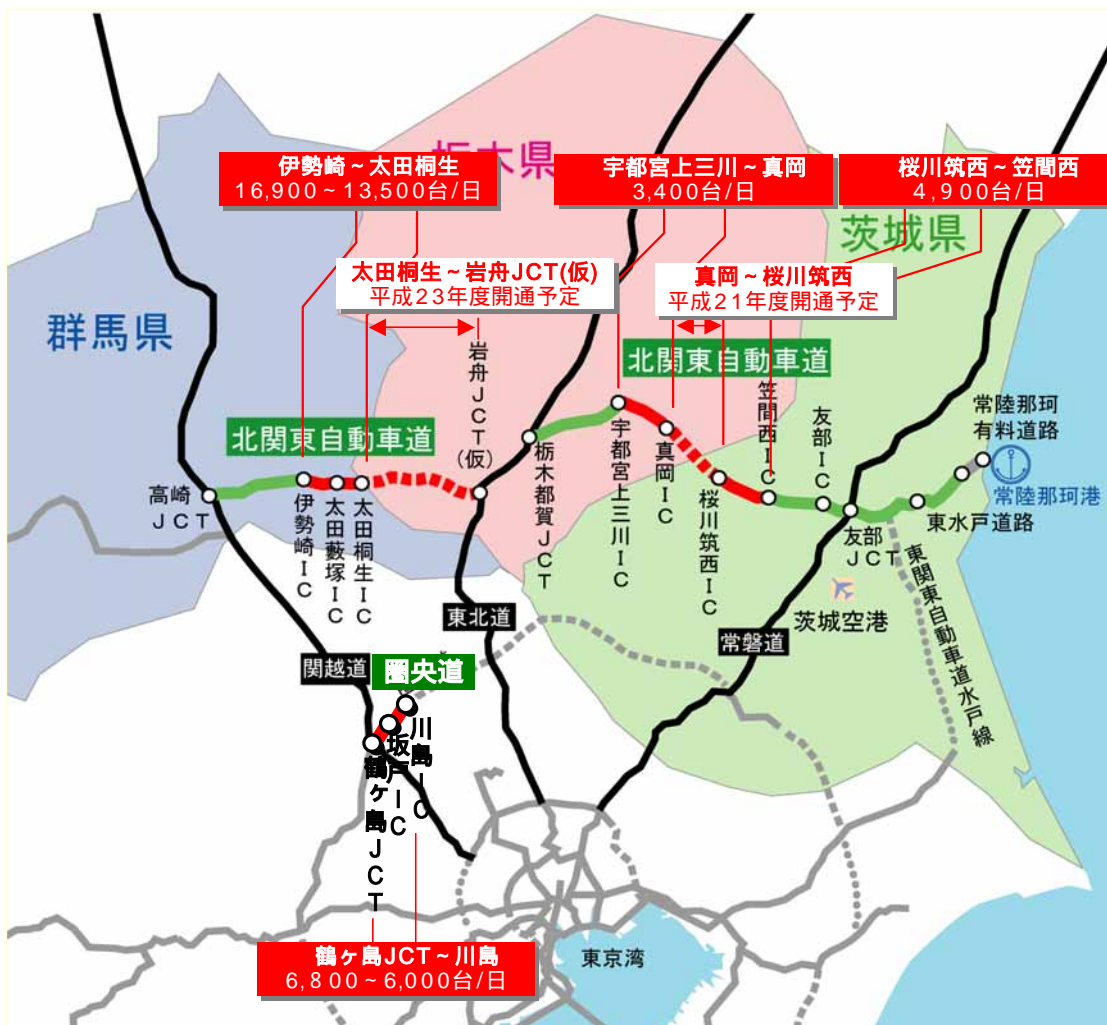 栃木県
伊勢崎～太田桐生
16,900～13,500台/日
宇都宮上三川～真岡
3,400台/日
桜川筑西～笠間西
4,900台/日
茨城県
太田桐生～岩舟JCT(仮)
平成23年度開通予定
真岡～桜川筑西
平成21年度開通予定
群馬県
北関東自動車道
北関東自動車道
岩舟JCT(仮)
高崎
JCT
伊勢崎IC
太田藪塚IC
太田桐生IC
栃木都賀JCT
宇都宮上三川IC
真岡IC
桜川筑西IC
笠間西IC
友部IC
友部
JCT
常陸那珂
有料道路
常陸那珂港
東水戸道路
東関東自動車道水戸線
茨城空港
東北道
常磐道
関越道
圏央道
川島IC
坂戸IC
鶴ヶ島JCT
鶴ヶ島JCT～川島
6,800～6,000台/日
東京湾